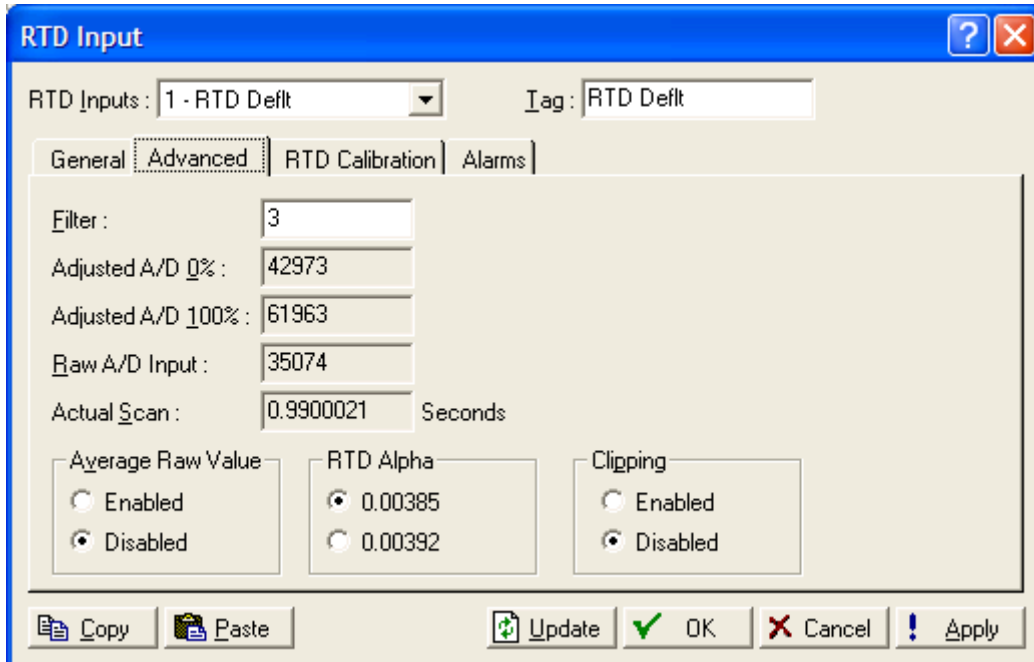 RTD Input
RTD Inputs : 1 - RTD Deflt Tag : RTD Deflt
General Advanced RTD Calibration Alarms
Filter : 3
Adjusted A/D 0% : 42973
Adjusted A/D 100% : 61963
Raw A/D Input : 35074
Actual Scan : 0.9900021 Seconds
Average Raw Value RTD Alpha Clipping
Enabled 0.00385 Enabled
Disabled 0.00392 Disabled
Copy Paste Update OK Cancel Apply